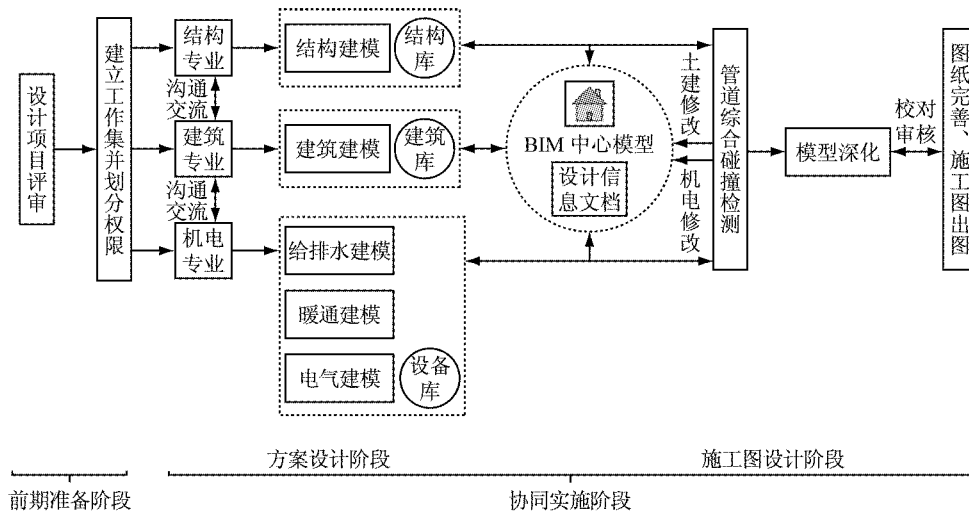 设计项目评审
建立工作集并划分权限
结构
专业
沟通
交流
建筑
专业
沟通
交流
机电
专业
结构建模
结构
库
建筑建模
建筑
库
给排水建模
暖通建模
电气建模
设备
库
BIM 中心模型
设计信
息文档
土建修改
机电修改
管道综合碰撞检测
模型深化
校对
审核
图纸完善、施工图出图
方案设计阶段
施工图设计阶段
前期准备阶段
协同实施阶段